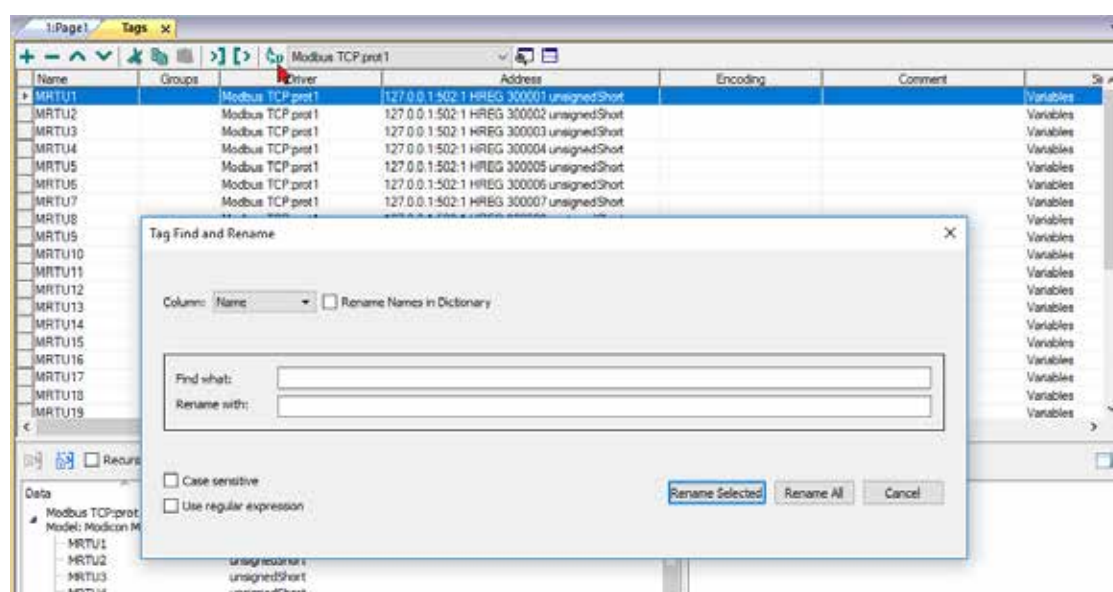 1:Page1 Tags x
Modbus TCP:prot1
Name Groups Driver Address Encoding Comment
MRTU1 Modbus TCP:prot1 127.0.0.1:502:1 HREG 300001 unsignedShort Variables
MRTU2 Modbus TCP:prot1 127.0.0.1:502:1 HREG 300002 unsignedShort Variables
MRTU3 Modbus TCP:prot1 127.0.0.1:502:1 HREG 300003 unsignedShort Variables
MRTU4 Modbus TCP:prot1 127.0.0.1:502:1 HREG 300004 unsignedShort Variables
MRTU5 Modbus TCP:prot1 127.0.0.1:502:1 HREG 300005 unsignedShort Variables
MRTU6 Modbus TCP:prot1 127.0.0.1:502:1 HREG 300006 unsignedShort Variables
MRTU7 Modbus TCP:prot1 127.0.0.1:502:1 HREG 300007 unsignedShort Variables
MRTU8 Variables
MRTU9 Variables
MRTU10 Variables
MRTU11 Variables
MRTU12 Variables
MRTU13 Variables
MRTU14 Variables
MRTU15 Variables
MRTU16 Variables
MRTU17 Variables
MRTU18 Variables
MRTU19 Variables
Tag Find and Rename
Column: Name Rename Names in Dictionary
Find what:
Rename with:
Case sensitive
Use regular expression
Rename Selected Rename All Cancel
Recurs
Data
Modbus TCP:prot
Model: Modicon M
MRTU1
MRTU2 unsignedShort
MRTU3 unsignedShort
MRTU4 unsignedShort